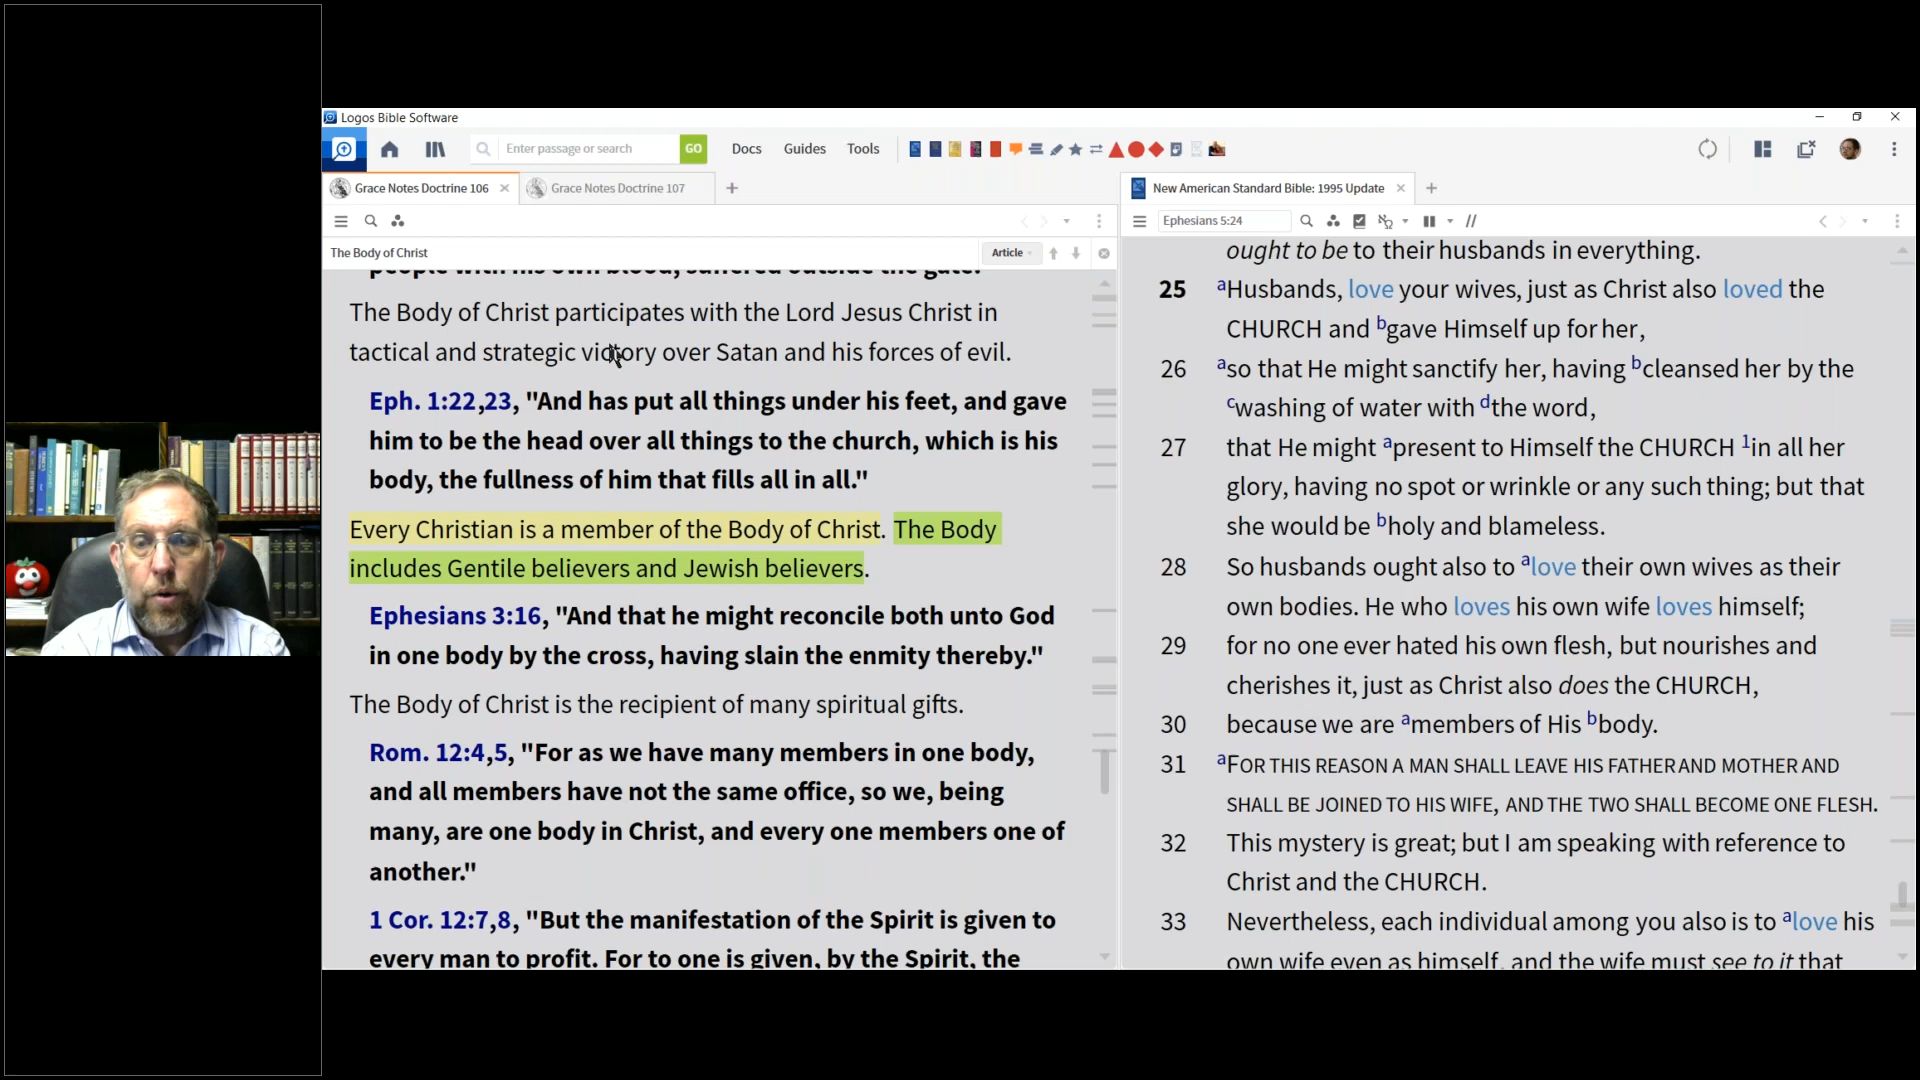 Logos Bible Software
Enter passage or search
GO
Docs
Guides
Tools
Grace Notes Doctrine 106
Grace Notes Doctrine 107
The Body of Christ
Article
people with his own blood, suffered outside the gate."
The Body of Christ participates with the Lord Jesus Christ in
tactical and strategic victory over Satan and his forces of evil.
Eph. 1:22,23, "And has put all things under his feet, and gave
him to be the head over all things to the church, which is his
body, the fullness of him that fills all in all."
Every Christian is a member of the Body of Christ. The Body
includes Gentile believers and Jewish believers.
Ephesians 3:16, "And that he might reconcile both unto God
in one body by the cross, having slain the enmity thereby."
The Body of Christ is the recipient of many spiritual gifts.
Rom. 12:4,5, "For as we have many members in one body,
and all members have not the same office, so we, being
many, are one body in Christ, and every one members one of
another."
1 Cor. 12:7,8, "But the manifestation of the Spirit is given to
every man to profit. For to one is given, by the Spirit, the
New American Standard Bible: 1995 Update
Ephesians 5:24
ought to be to their husbands in everything.
25 aHusbands, love your wives, just as Christ also loved the
CHURCH and bgave Himself up for her,
26 aso that He might sanctify her, having bcleansed her by the
cwashing of water with dthe word,
27 that He might apresent to Himself the CHURCH 1in all her
glory, having no spot or wrinkle or any such thing; but that
she would be bholy and blameless.
28 So husbands ought also to alove their own wives as their
own bodies. He who loves his own wife loves himself;
29 for no one ever hated his own flesh, but nourishes and
cherishes it, just as Christ also does the CHURCH,
30 because we are amembers of His bbody.
31 aFOR THIS REASON A MAN SHALL LEAVE HIS FATHER AND MOTHER AND
SHALL BE JOINED TO HIS WIFE, AND THE TWO SHALL BECOME ONE FLESH.
32 This mystery is great; but I am speaking with reference to
Christ and the CHURCH.
33 Nevertheless, each individual among you also is to alove his
own wife even as himself, and the wife must see to it that